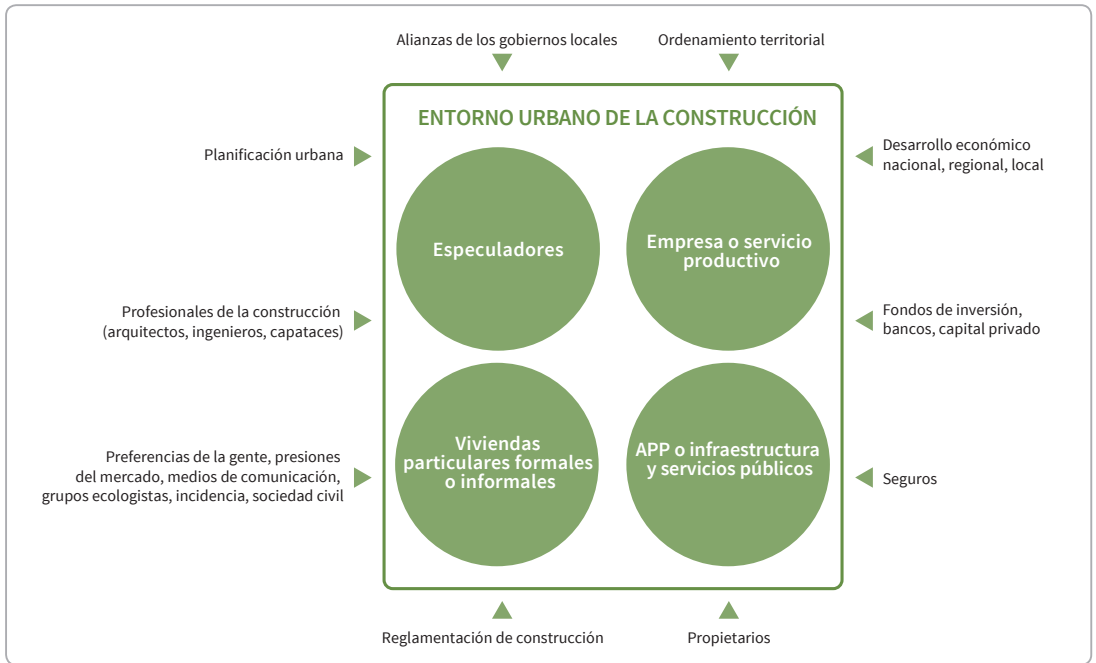 Alianzas de los gobiernos locales
Ordenamiento territorial
ENTORNO URBANO DE LA CONSTRUCCIÓN
Planificación urbana
Desarrollo económico
nacional, regional, local
Especuladores
Empresa o servicio
productivo
Profesionales de la construcción
(arquitectos, ingenieros, capataces)
Fondos de inversión,
bancos, capital privado
Viviendas
particulares formales
o informales
APP o infraestructura
y servicios públicos
Preferencias de la gente, presiones
del mercado, medios de comunicación,
grupos ecologistas, incidencia, sociedad civil
Seguros
Reglamentación de construcción
Propietarios